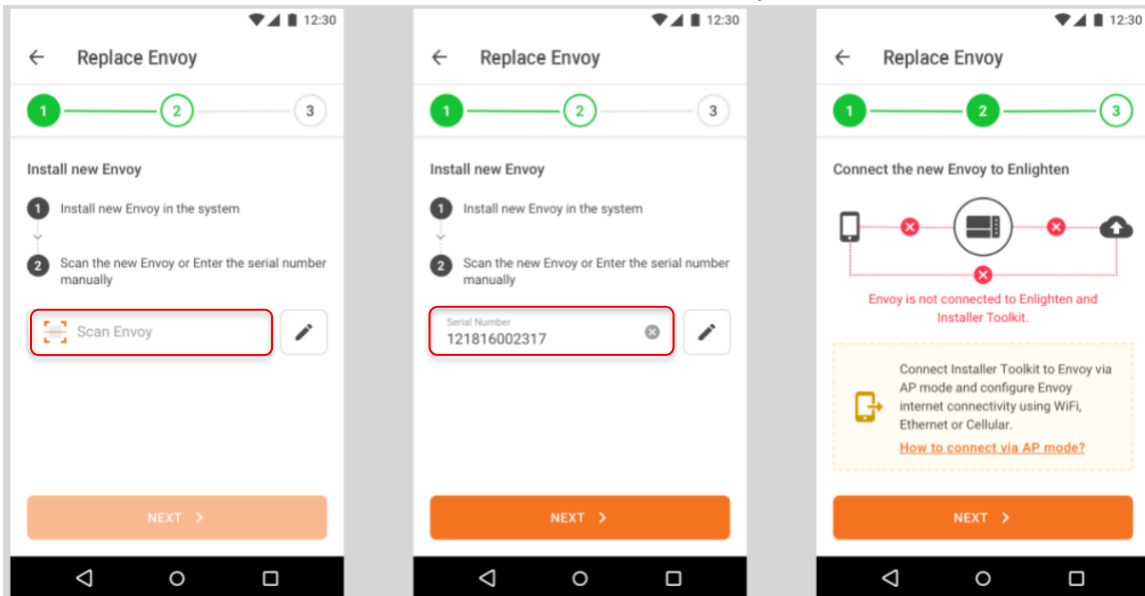 12:30
Replace Envoy
1
2
3
Install new Envoy
1 Install new Envoy in the system
2 Scan the new Envoy or Enter the serial number
manually
Scan Envoy
NEXT
12:30
Replace Envoy
1
2
3
Install new Envoy
1 Install new Envoy in the system
2 Scan the new Envoy or Enter the serial number
manually
Serial Number
121816002317
NEXT
12:30
Replace Envoy
1
2
3
Connect the new Envoy to Enlighten
Envoy is not connected to Enlighten and
Installer Toolkit.
Connect Installer Toolkit to Envoy via
AP mode and configure Envoy
internet connectivity using WiFi,
Ethernet or Cellular.
How to connect via AP mode?
NEXT